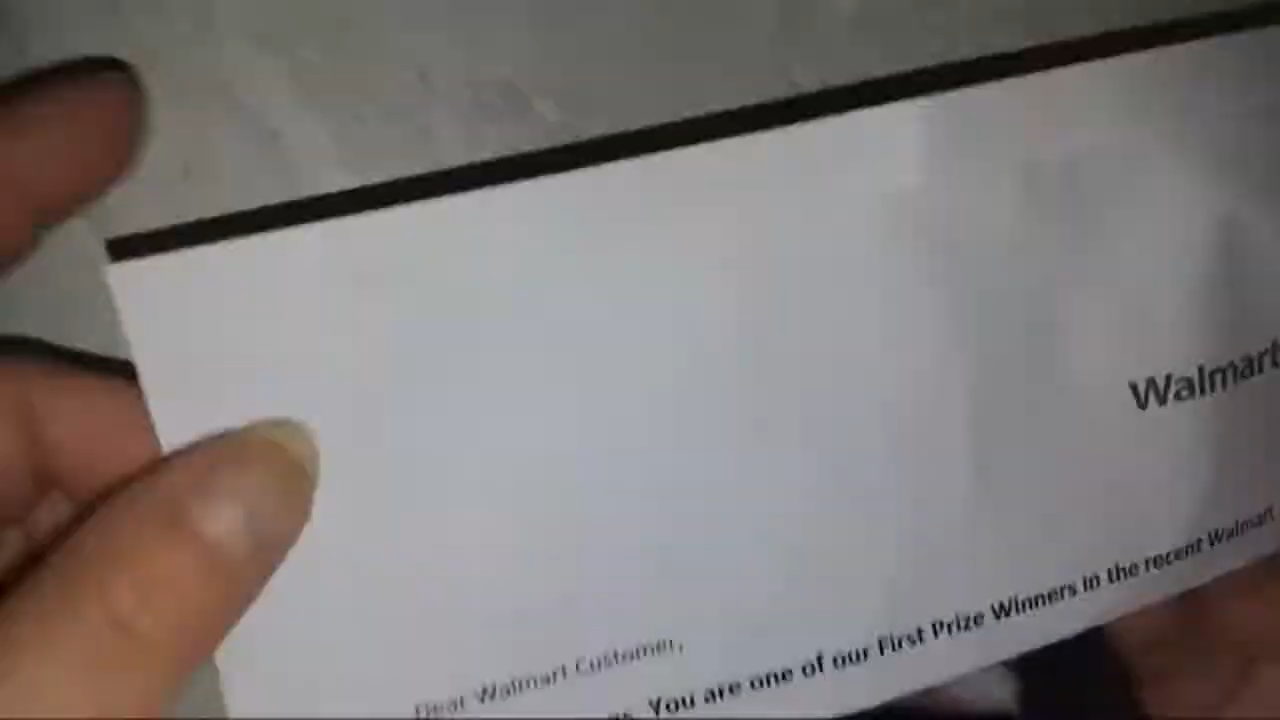 Walmart
Dear Walmart Customer,
You are one of our First Prize Winners in the recent Walmart